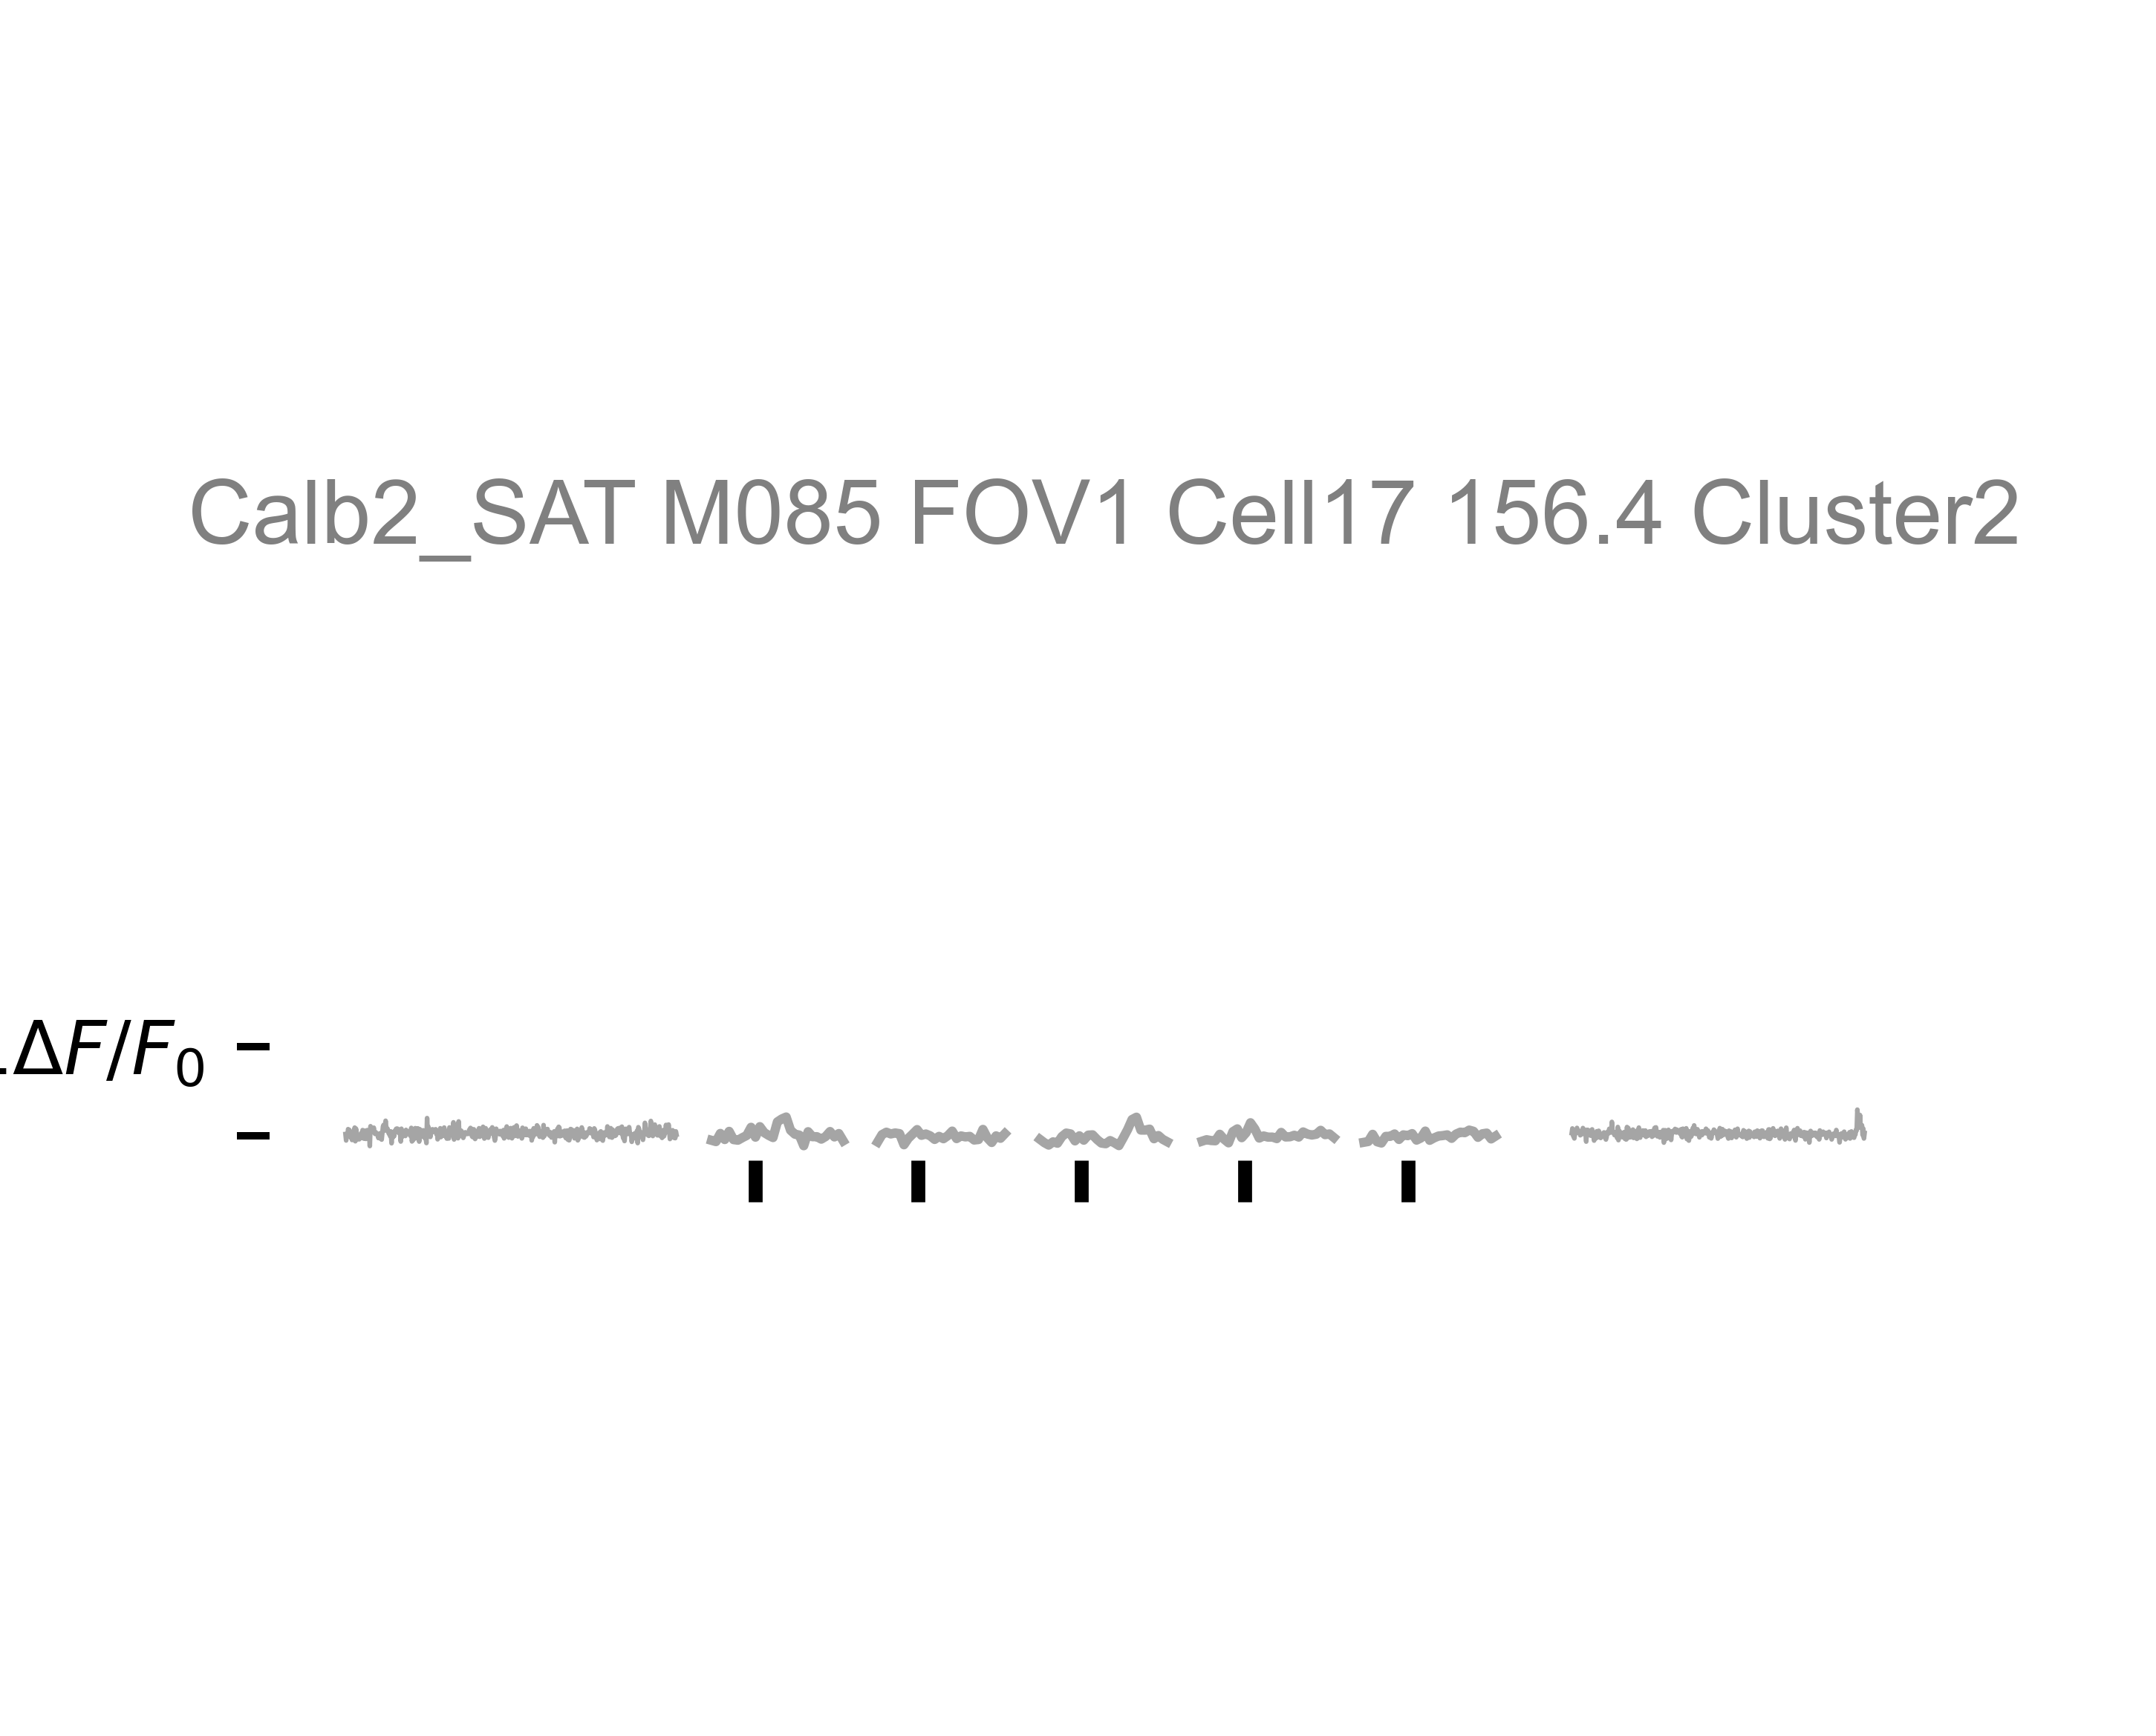 Calb2_SAT M085 FOV1 Cell17 156.4 Cluster2
.ΔF/F₀